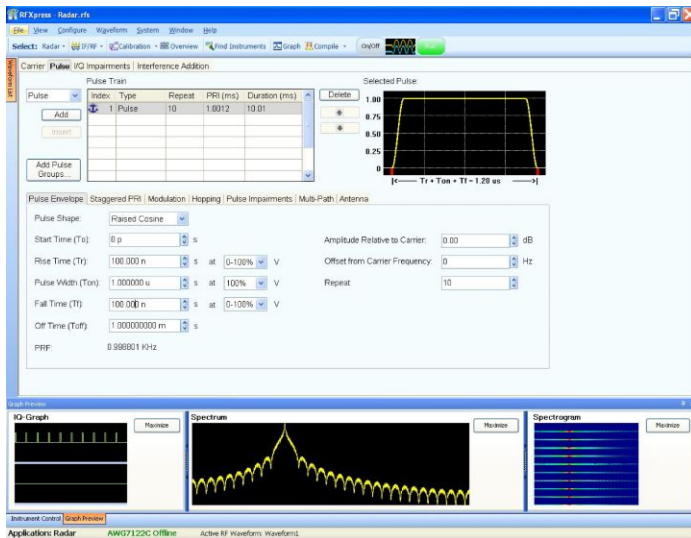 RFXpress - Radar.rfs
File View Configure Waveform System Window Help
Select: Radar IF/RF Calibration Overview Find Instruments Graph Compile On/Off
Waveform List
Carrier Pulse I/Q Impairments Interference Addition
Pulse Train
Selected Pulse:
Pulse
Index Type Repeat PRI (ms) Duration (ms)
1 Pulse 10 1.0012 10.01
Delete
Add
Insert
Add Pulse Groups...
1.00
0.75
0.50
0.25
0
Tr + Ton + Tf = 1.20 us
Pulse Envelope Staggered PRI Modulation Hopping Pulse Impairments Multi-Path Antenna
Pulse Shape: Raised Cosine
Start Time (To): 0 p s
Amplitude Relative to Carrier: 0.00 dB
Rise Time (Tr): 100.000 n s at 0-100% V
Offset from Carrier Frequency: 0 Hz
Pulse Width (Ton): 1.000000 u s at 100% V
Repeat 10
Fall Time (Tf): 100.000 n s at 0-100% V
Off Time (Toff): 1.000000000 m s
PRF: 0.998801 KHz
Graph Preview
IQ-Graph Maximize
Spectrum Maximize
Spectrogram Maximize
Instrument Control Graph Preview
Application: Radar AWG7122C Offline Active RF Waveform: Waveform1